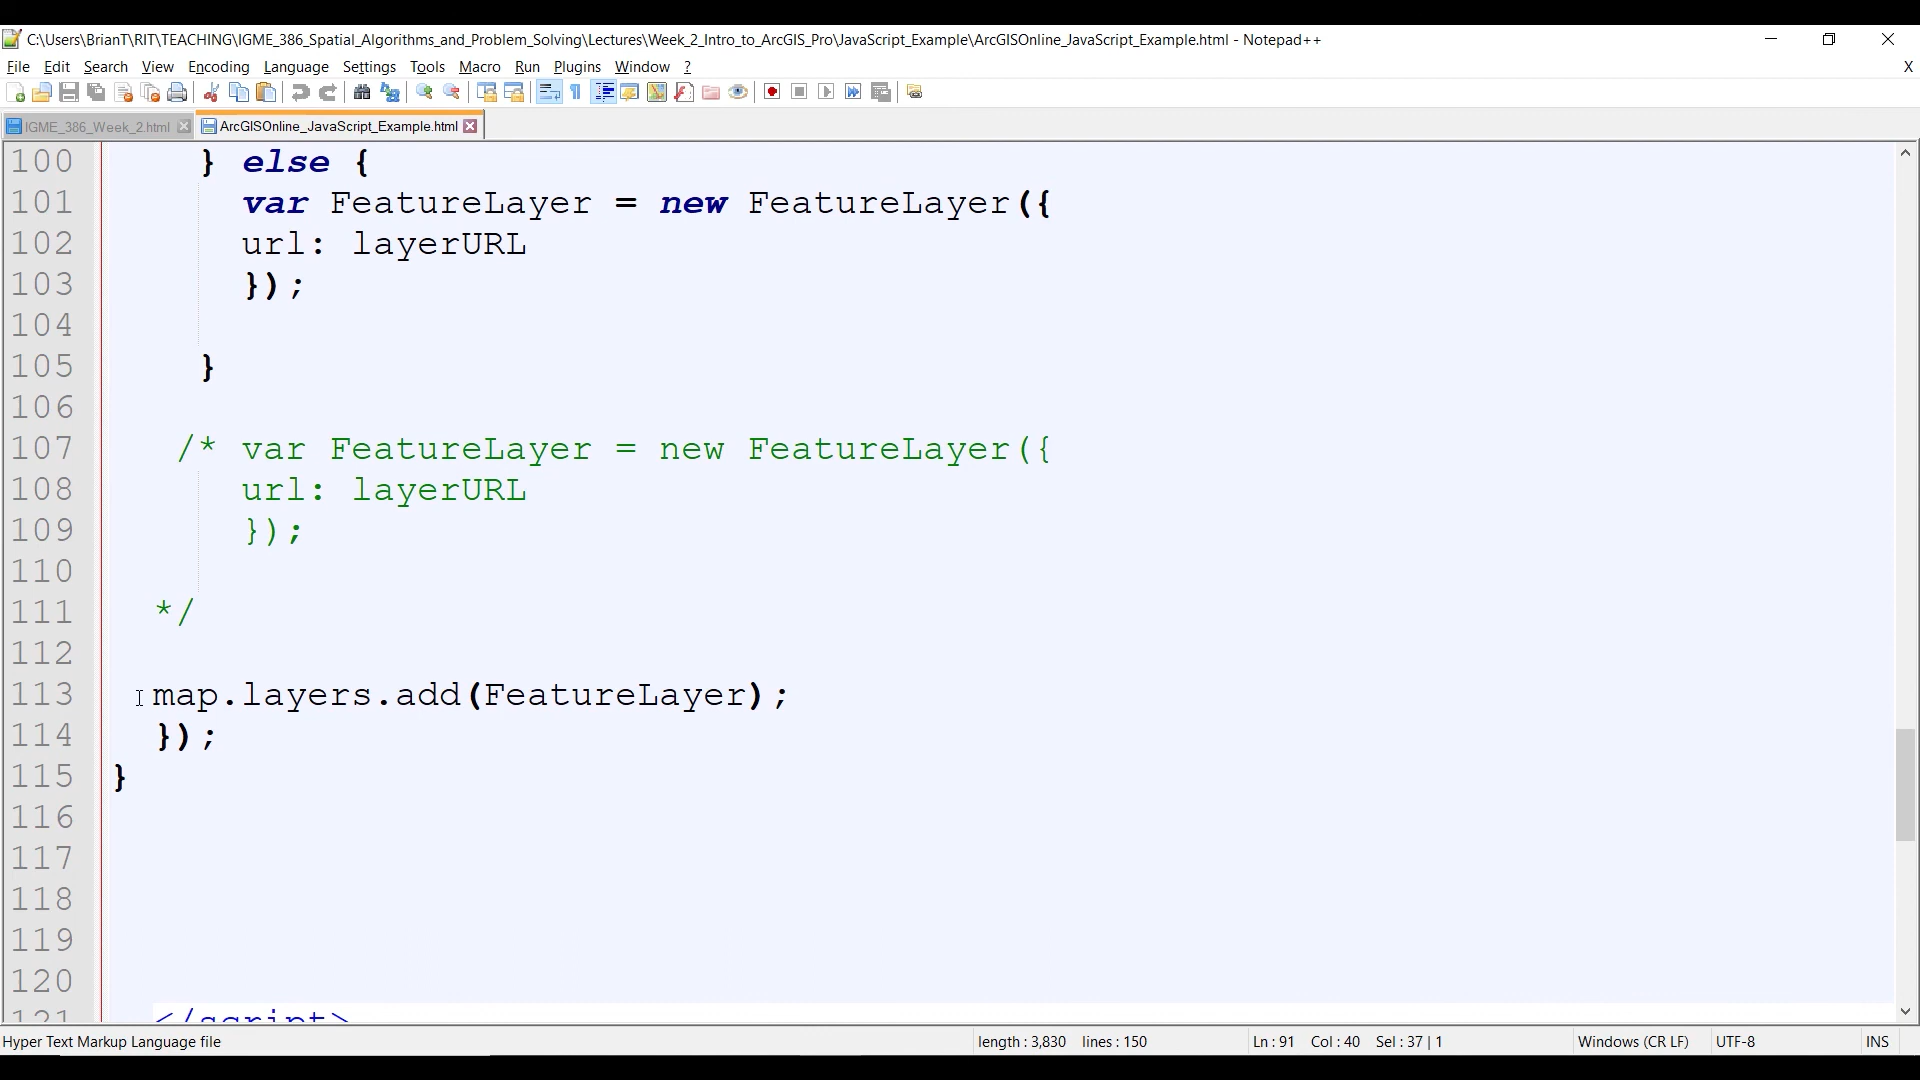 C:\Users\BrianT\RIT\TEACHING\IGME_386_Spatial_Algorithms_and_Problem_Solving\Lectures\Week_2_Intro_to_ArcGIS_Pro\JavaScript_Example\ArcGISOnline_JavaScript_Example.html - Notepad++
File Edit Search View Encoding Language Settings Tools Macro Run Plugins Window ? X
IGME_386_Week_2.html ArcGISOnline_JavaScript_Example.html
100 } else {
101 var FeatureLayer = new FeatureLayer({
102 url: layerURL
103 });
104
105 }
106
107 /* var FeatureLayer = new FeatureLayer({
108 url: layerURL
109 });
110
111 */
112
113 map.layers.add(FeatureLayer);
114 });
115 }
116
117
118
119
120
121 </script>
Hyper Text Markup Language file length : 3,830 lines : 150 Ln : 91 Col : 40 Sel : 37 | 1 Windows (CR LF) UTF-8 INS